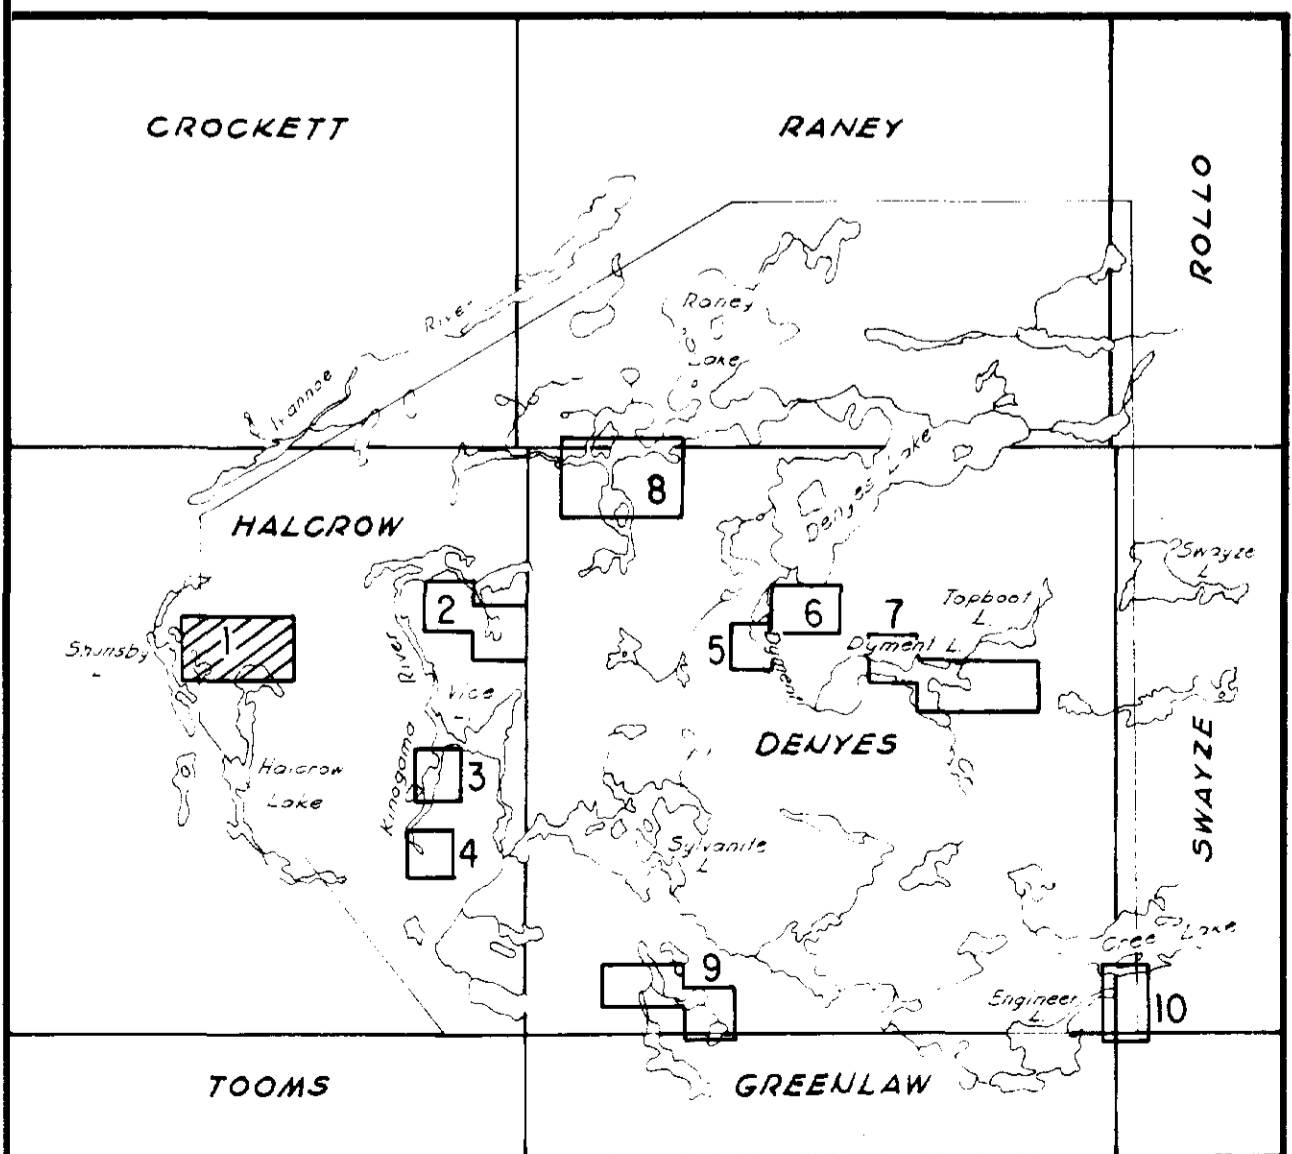 CROCKETT
RANEY
ROLLO
Raney
Lake
River
Ivanhoe
Denyes Lake
8
HALCROW
Swayze
L
2
6
7
Topboot
L.
1
5
Dyment L.
Dyment
Shunsby
L
River
Vice
L
DENYES
Halcrow
Lake
3
Kinogama
SWAYZE
4
Sylvanite
L
Cree Lake
9
Engineer
L
10
TOOMS
GREENLAW